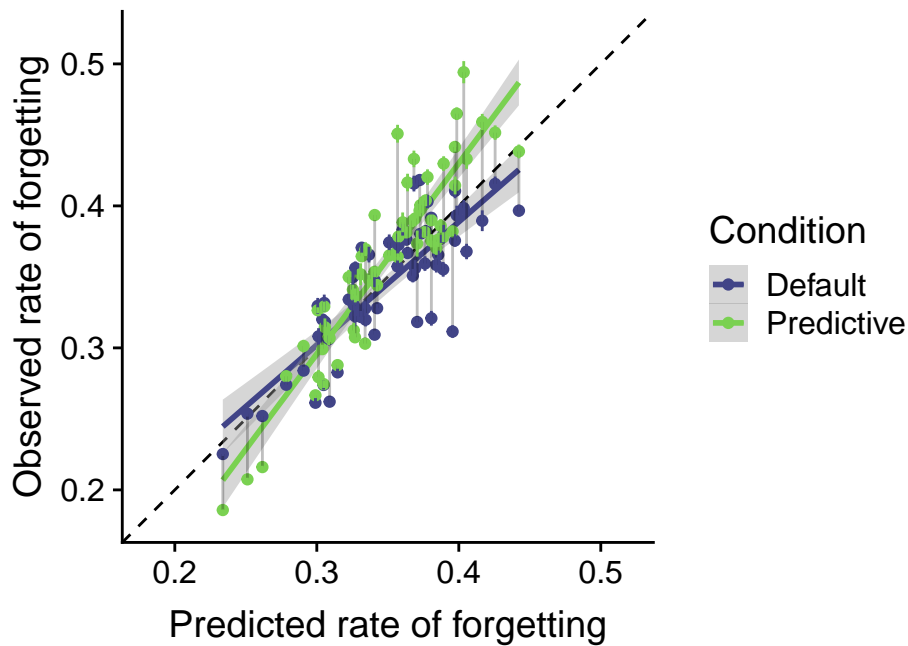 Observed rate of forgetting
0.5
0.4
0.3
0.2
0.2 0.3 0.4 0.5
Predicted rate of forgetting
Condition
Default
Predictive